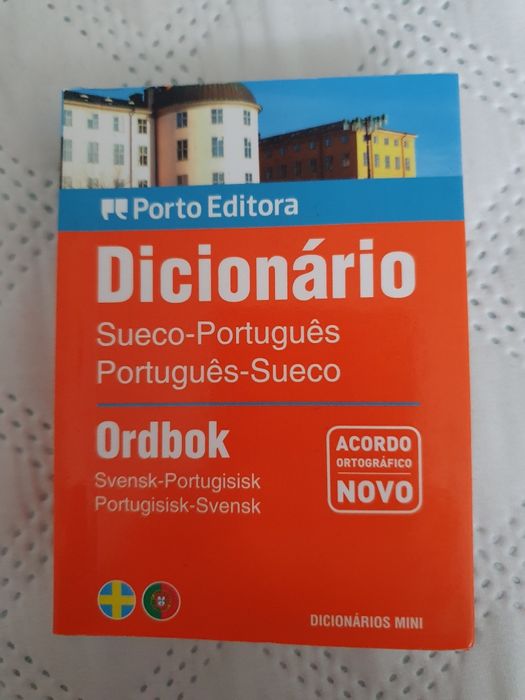 Porto Editora
Dicionário
Sueco-Português
Português-Sueco
Ordbok
Svensk-Portugisisk
Portugisisk-Svensk
ACORDO
ORTOGRÁFICO
NOVO
DICIONÁRIOS MINI